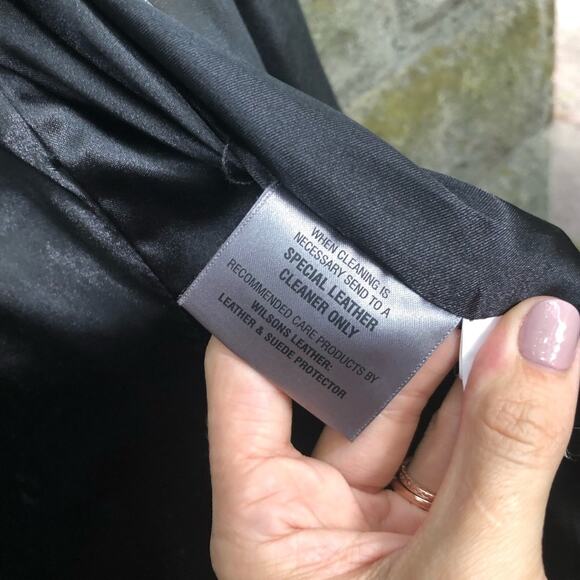 WHEN CLEANING IS
NECESSARY SEND TO A
SPECIAL LEATHER
CLEANER ONLY
RECOMMENDED CARE PRODUCTS BY
WILSONS LEATHER:
LEATHER & SUEDE PROTECTOR